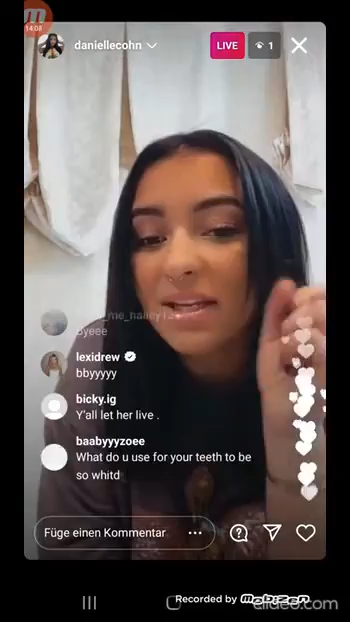 14:08
daniellecohn
LIVE
1
byeee
lexidrew
bbyyyyy
bicky.ig
Y'all let her live .
baabyyyzoee
What do u use for your teeth to be
so whitd
Füge einen Kommentar
Recorded by mobizen